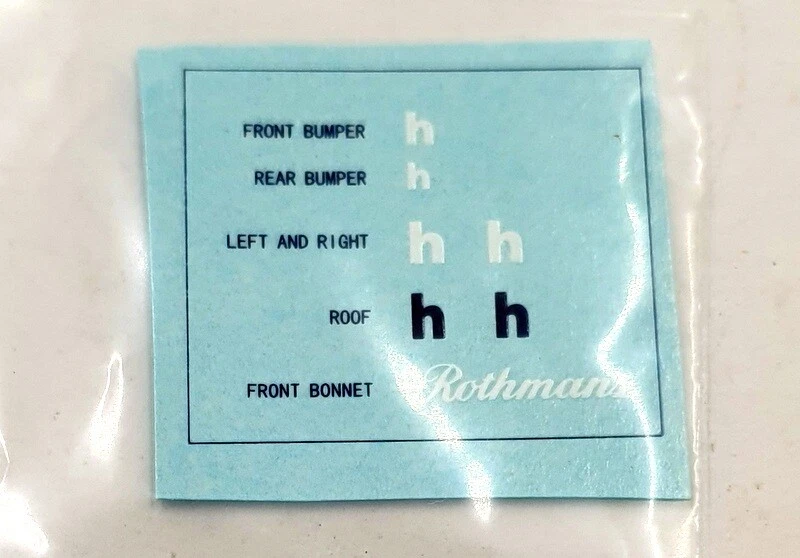 FRONT BUMPER h
REAR BUMPER h
LEFT AND RIGHT h h
ROOF h h
FRONT BONNET Rothmans